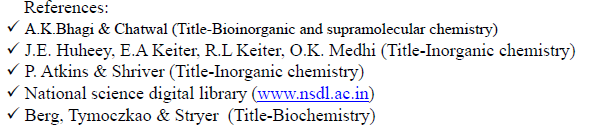 References:
✓ A.K.Bhagi & Chatwal (Title-Bioinorganic and supramolecular chemistry)
✓ J.E. Huheey, E.A Keiter, R.L Keiter, O.K. Medhi (Title-Inorganic chemistry)
✓ P. Atkins & Shriver (Title-Inorganic chemistry)
✓ National science digital library (www.nsdl.ac.in)
✓ Berg, Tymoczkao & Stryer (Title-Biochemistry)